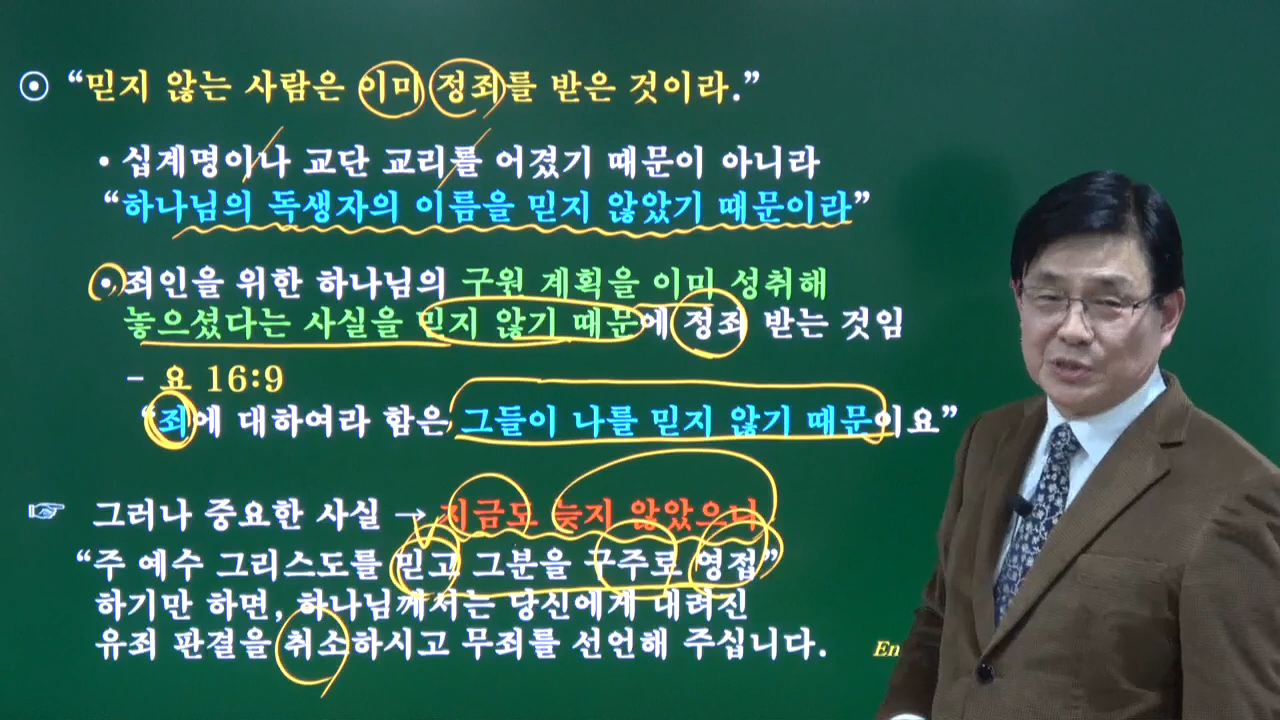 ⊙ “믿지 않는 사람은 이미 정죄를 받은 것이라.”
• 십계명이나 교단 교리를 어겼기 때문이 아니라
“하나님의 독생자의 이름을 믿지 않았기 때문이라”
• 죄인을 위한 하나님의 구원 계획을 이미 성취해
놓으셨다는 사실을 믿지 않기 때문에 정죄 받는 것임
- 요 16:9
“죄에 대하여라 함은 그들이 나를 믿지 않기 때문이요”
☞ 그러나 중요한 사실 → 지금도 늦지 않았으니
“주 예수 그리스도를 믿고 그분을 구주로 영접”
하기만 하면, 하나님께서는 당신에게 내려진
유죄 판결을 취소하시고 무죄를 선언해 주십니다.